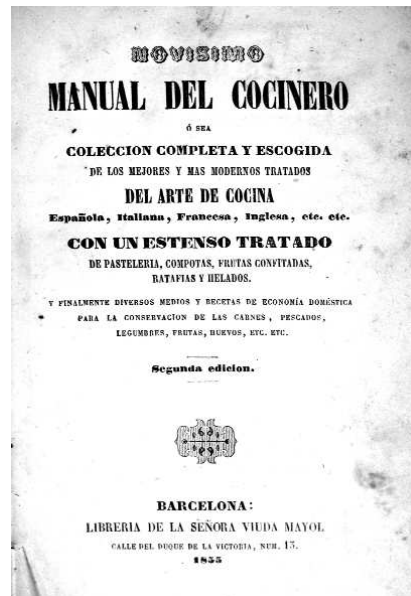 NOVISIMO
MANUAL DEL COCINERO
Ó SEA
COLECCION COMPLETA Y ESCOGIDA
DE LOS MEJORES Y MAS MODERNOS TRATADOS
DEL ARTE DE COCINA
Española, Italiana, Francesa, Inglesa, etc. etc.
CON UN ESTENSO TRATADO
DE PASTELERIA, COMPOTAS, FRUTAS CONFITADAS,
RATAFIAS Y HELADOS.
Y FINALMENTE DIVERSOS MEDIOS Y RECETAS DE ECONOMÍA DOMÉSTICA
PARA LA CONSERVACION DE LAS CARNES, PESCADOS,
LEGUMBRES, FRUTAS, HUEVOS, ETC. ETC.
Segunda edicion.
BARCELONA:
LIBRERIA DE LA SEÑORA VIUDA MAYOL
CALLE DEL DUQUE DE LA VICTORIA, NUM. 13.
1855